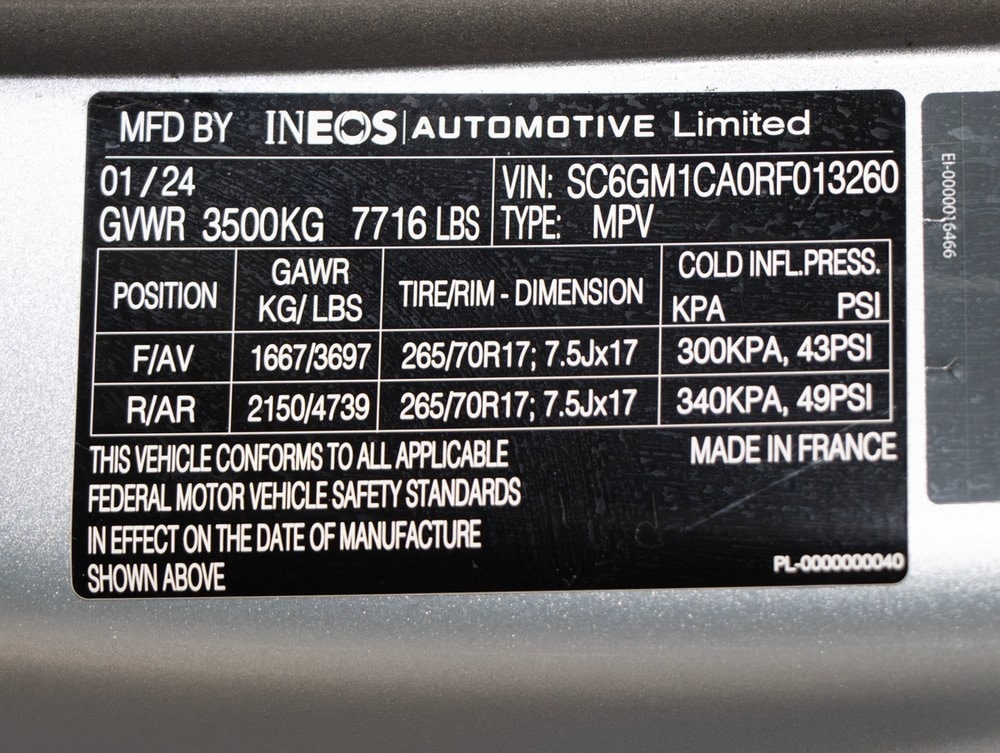 MFD BY INEOS | AUTOMOTIVE Limited
01/24
GVWR 3500KG 7716 LBS
VIN: SC6GM1CA0RF013260
TYPE: MPV
POSITION GAWR KG/LBS TIRE/RIM - DIMENSION COLD INFL.PRESS. KPA PSI
F/AV 1667/3697 265/70R17; 7.5Jx17 300KPA, 43PSI
R/AR 2150/4739 265/70R17; 7.5Jx17 340KPA, 49PSI
THIS VEHICLE CONFORMS TO ALL APPLICABLE
FEDERAL MOTOR VEHICLE SAFETY STANDARDS
IN EFFECT ON THE DATE OF MANUFACTURE
SHOWN ABOVE
MADE IN FRANCE
PL-0000000040
EI-0000016466